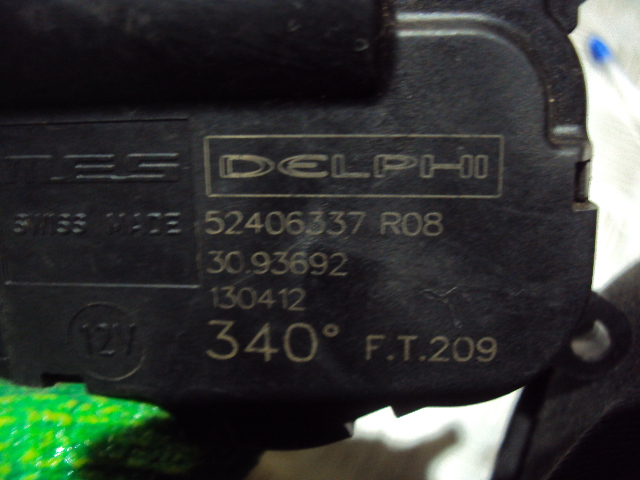 DELPHI
SWISS MADE
52406337 R08
30.93692
130412
12V
340° F.T.209